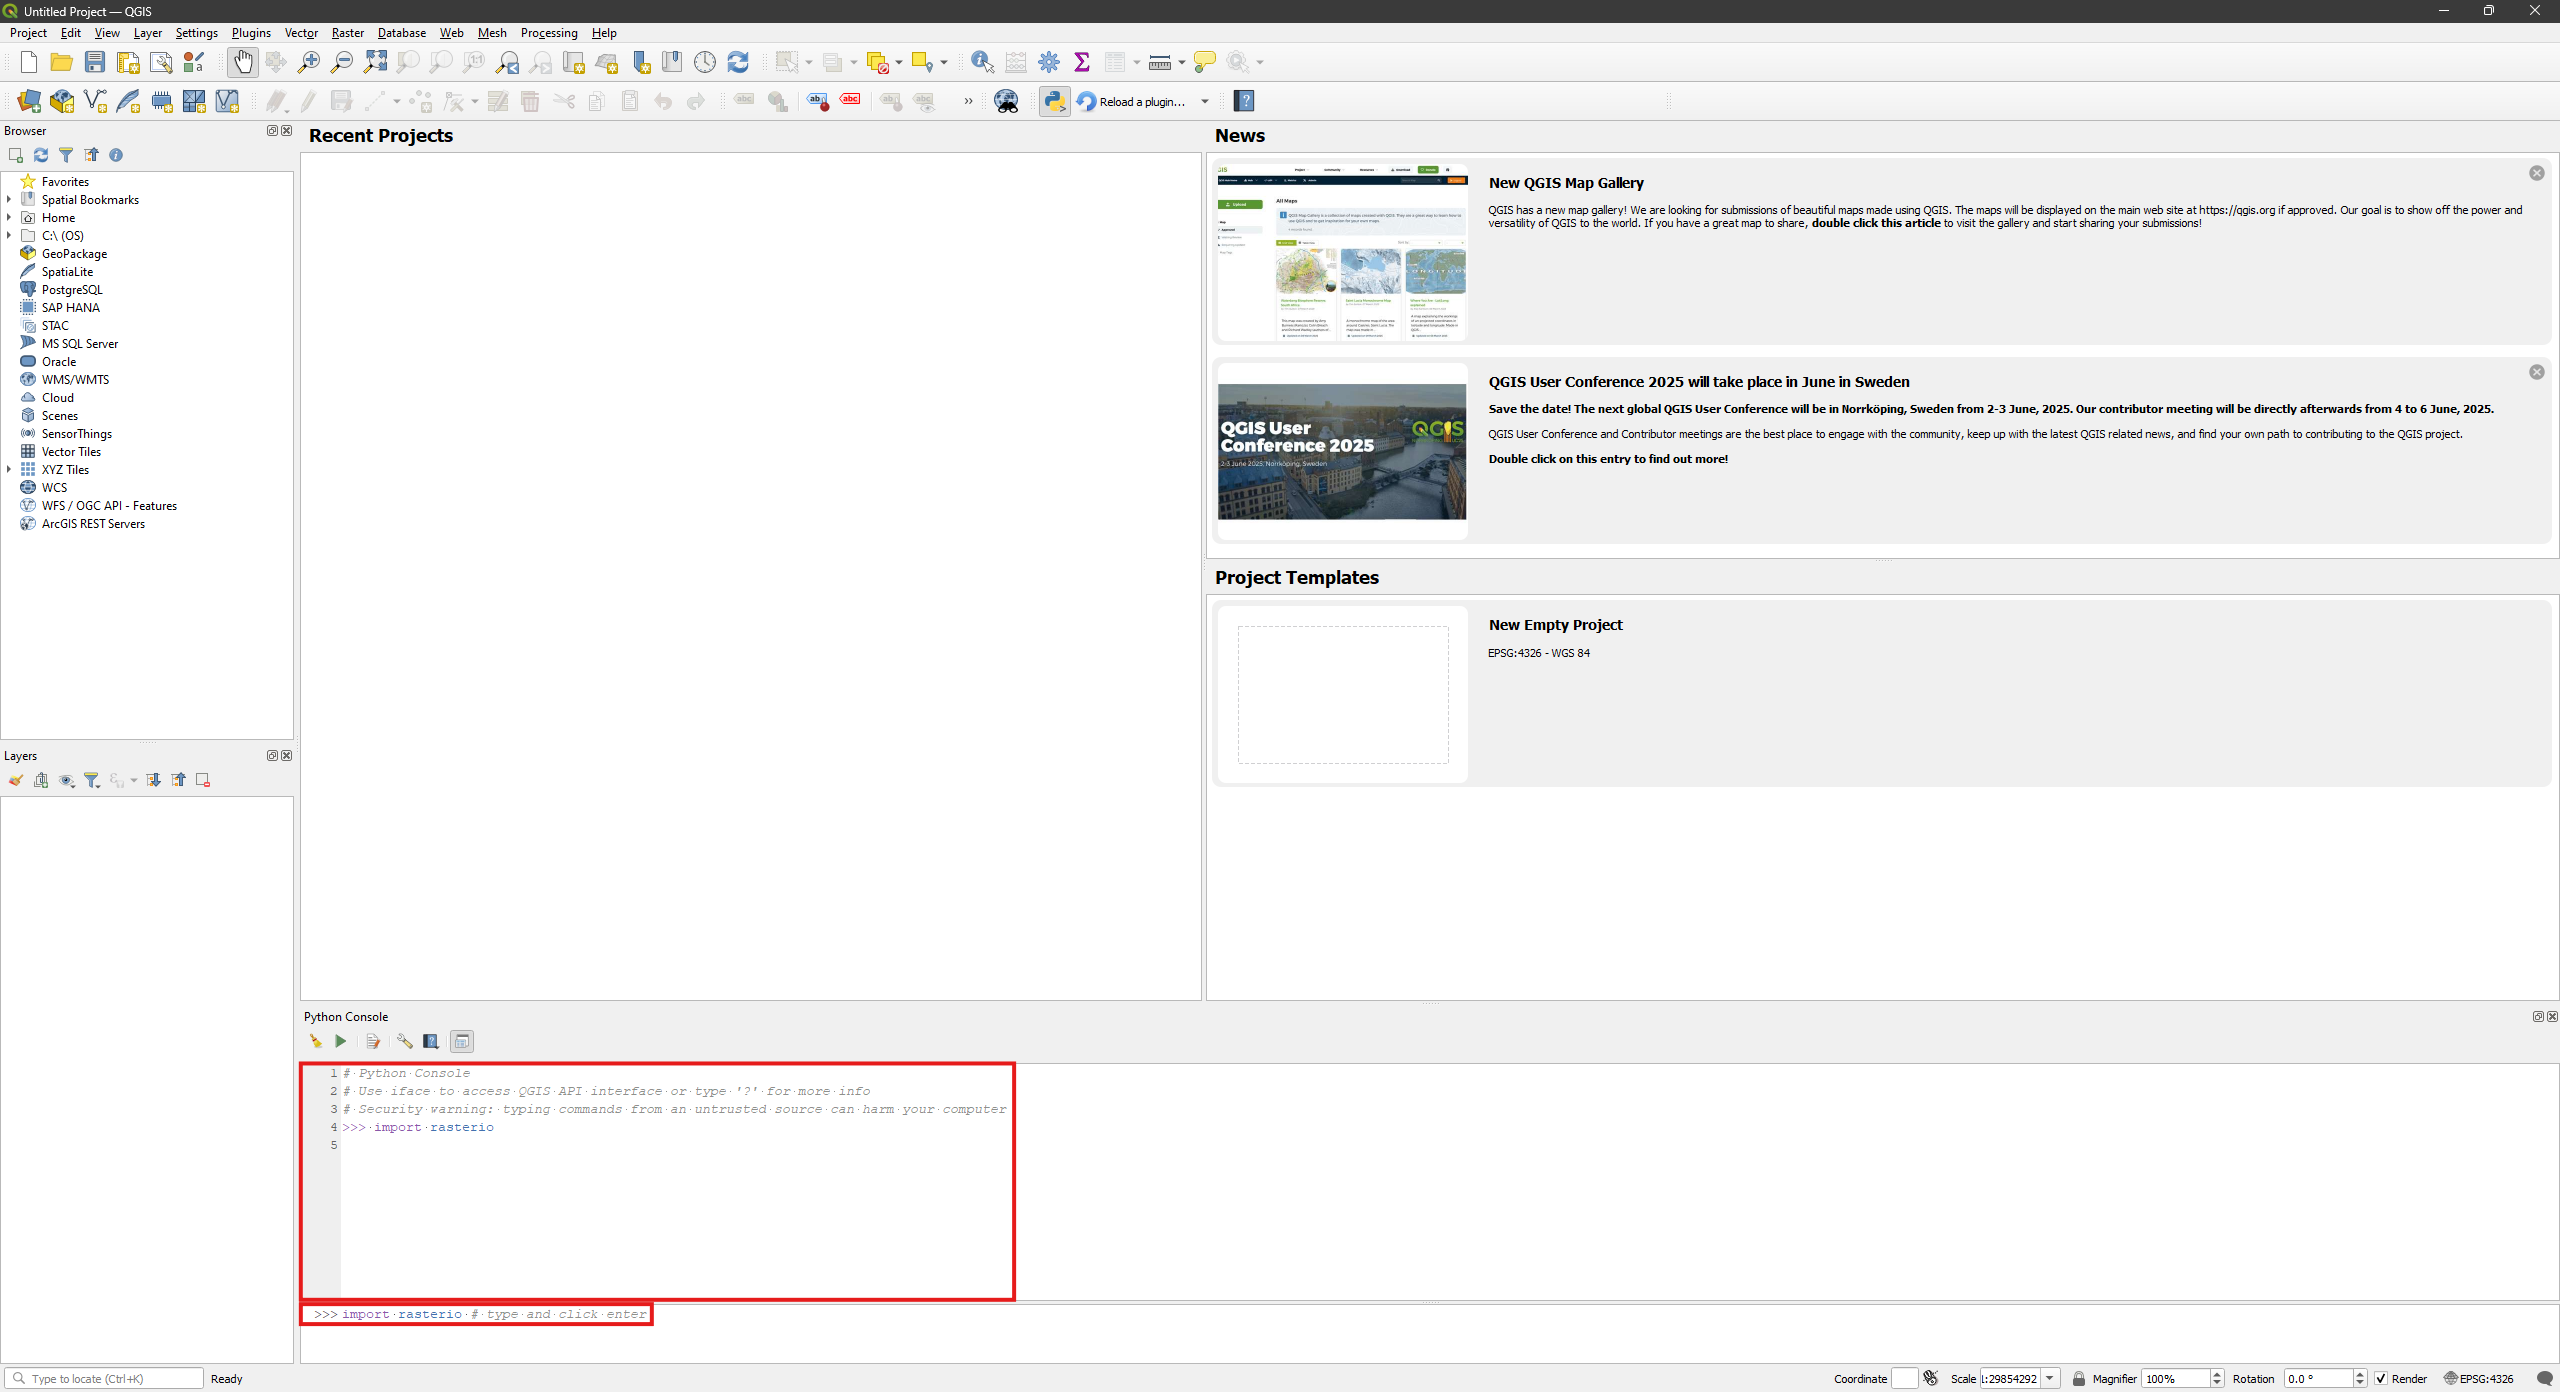 Untitled Project — QGIS
Project Edit View Layer Settings Plugins Vector Raster Database Web Mesh Processing Help
Reload a plugin...
Browser
Favorites
Spatial Bookmarks
Home
C:\ (OS)
GeoPackage
SpatiaLite
PostgreSQL
SAP HANA
STAC
MS SQL Server
Oracle
WMS/WMTS
Cloud
Scenes
SensorThings
Vector Tiles
XYZ Tiles
WCS
WFS / OGC API - Features
ArcGIS REST Servers
Layers
Recent Projects
News
All Maps
New QGIS Map Gallery
QGIS has a new map gallery! We are looking for submissions of beautiful maps made using QGIS. The maps will be displayed on the main web site at https://qgis.org if approved. Our goal is to show off the power and
versatility of QGIS to the world. If you have a great map to share, double click this article to visit the gallery and start sharing your submissions!
QGIS User
Conference 2025
2-3 June 2025, Norrköping, Sweden
QGIS
QGIS User Conference 2025 will take place in June in Sweden
Save the date! The next global QGIS User Conference will be in Norrköping, Sweden from 2-3 June, 2025. Our contributor meeting will be directly afterwards from 4 to 6 June, 2025.
QGIS User Conference and Contributor meetings are the best place to engage with the community, keep up with the latest QGIS related news, and find your own path to contributing to the QGIS project.
Double click on this entry to find out more!
Project Templates
New Empty Project
EPSG:4326 - WGS 84
Python Console
1 # Python Console
2 # Use iface to access QGIS API interface or type '?' for more info
3 # Security warning: typing commands from an untrusted source can harm your computer
4 >>> import rasterio
5
>>> import rasterio # type and click enter
Type to locate (Ctrl+K) Ready Coordinate Scale 1:29854292 Magnifier 100% Rotation 0.0 ° Render EPSG:4326